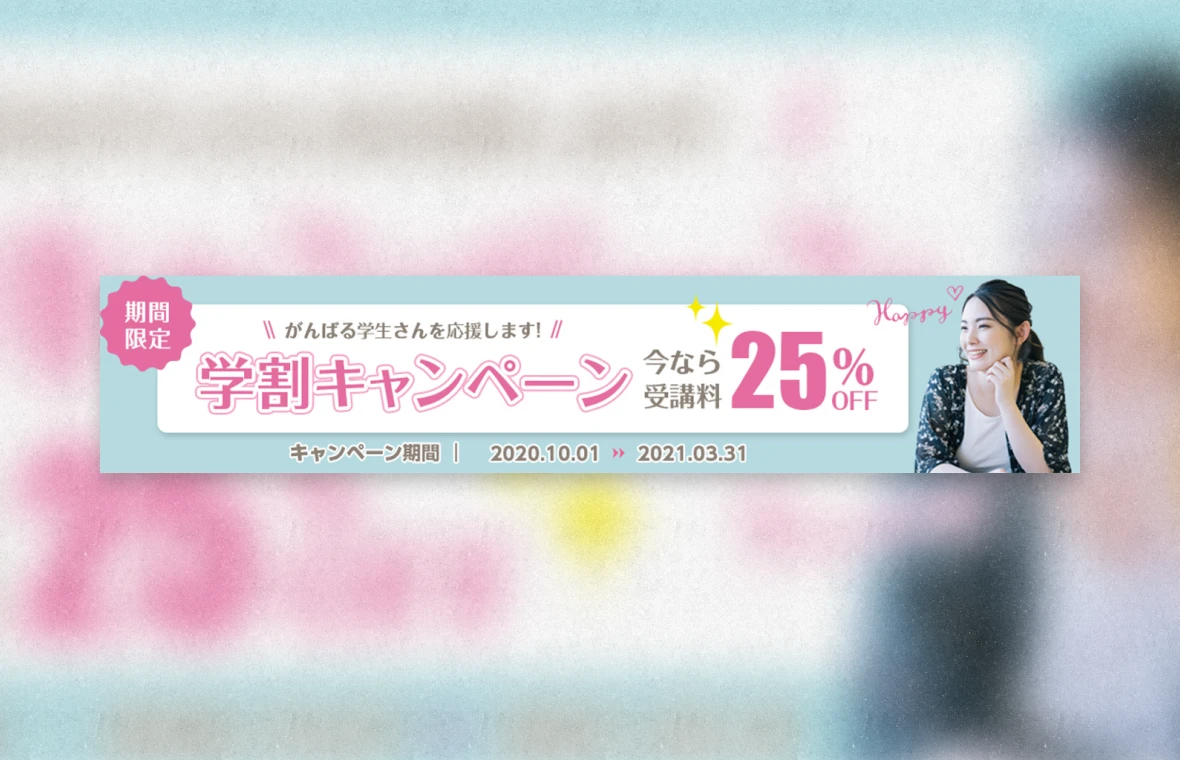 期間
限定
\\ がんばる学生さんを応援します! //
学割キャンペーン
今なら
受講料
25%
OFF
Happy♡
キャンペーン期間 | 2020.10.01 >> 2021.03.31